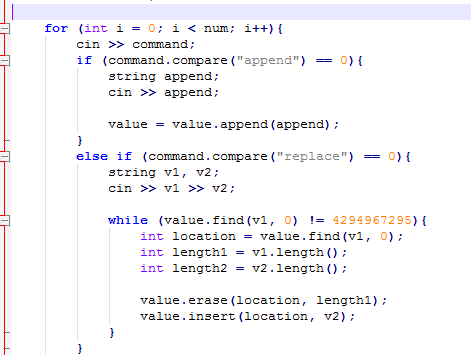 for (int i = 0; i < num; i++){
cin >> command;
if (command.compare("append") == 0){
string append;
cin >> append;
value = value.append(append);
}
else if (command.compare("replace") == 0){
string v1, v2;
cin >> v1 >> v2;
while (value.find(v1, 0) != 4294967295){
int location = value.find(v1, 0);
int length1 = v1.length();
int length2 = v2.length();
value.erase(location, length1);
value.insert(location, v2);
}
}